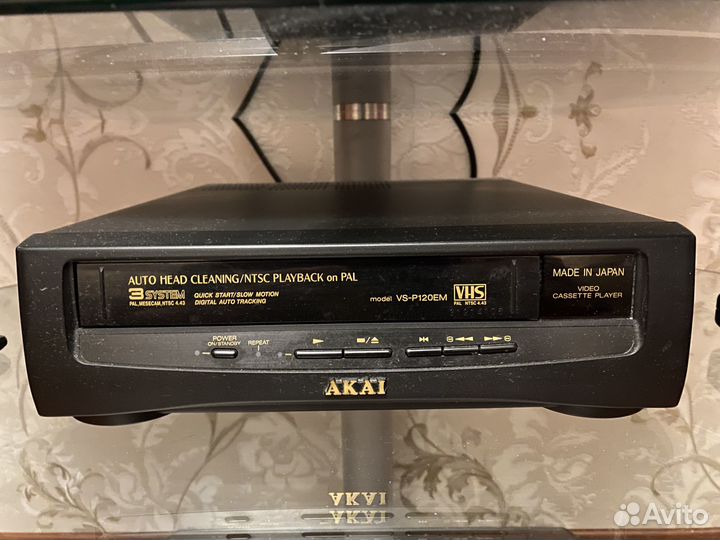 AUTO HEAD CLEANING/NTSC PLAYBACK on PAL
3 SYSTEM
PAL, MESECAM, NTSC 4.43
QUICK START/SLOW MOTION
DIGITAL AUTO TRACKING
model VS-P120EM
VHS
PAL NTSC 4.43
MADE IN JAPAN
VIDEO
CASSETTE PLAYER
POWER
ON/STANDBY
REPEAT
AKAI
AKAI
Avito